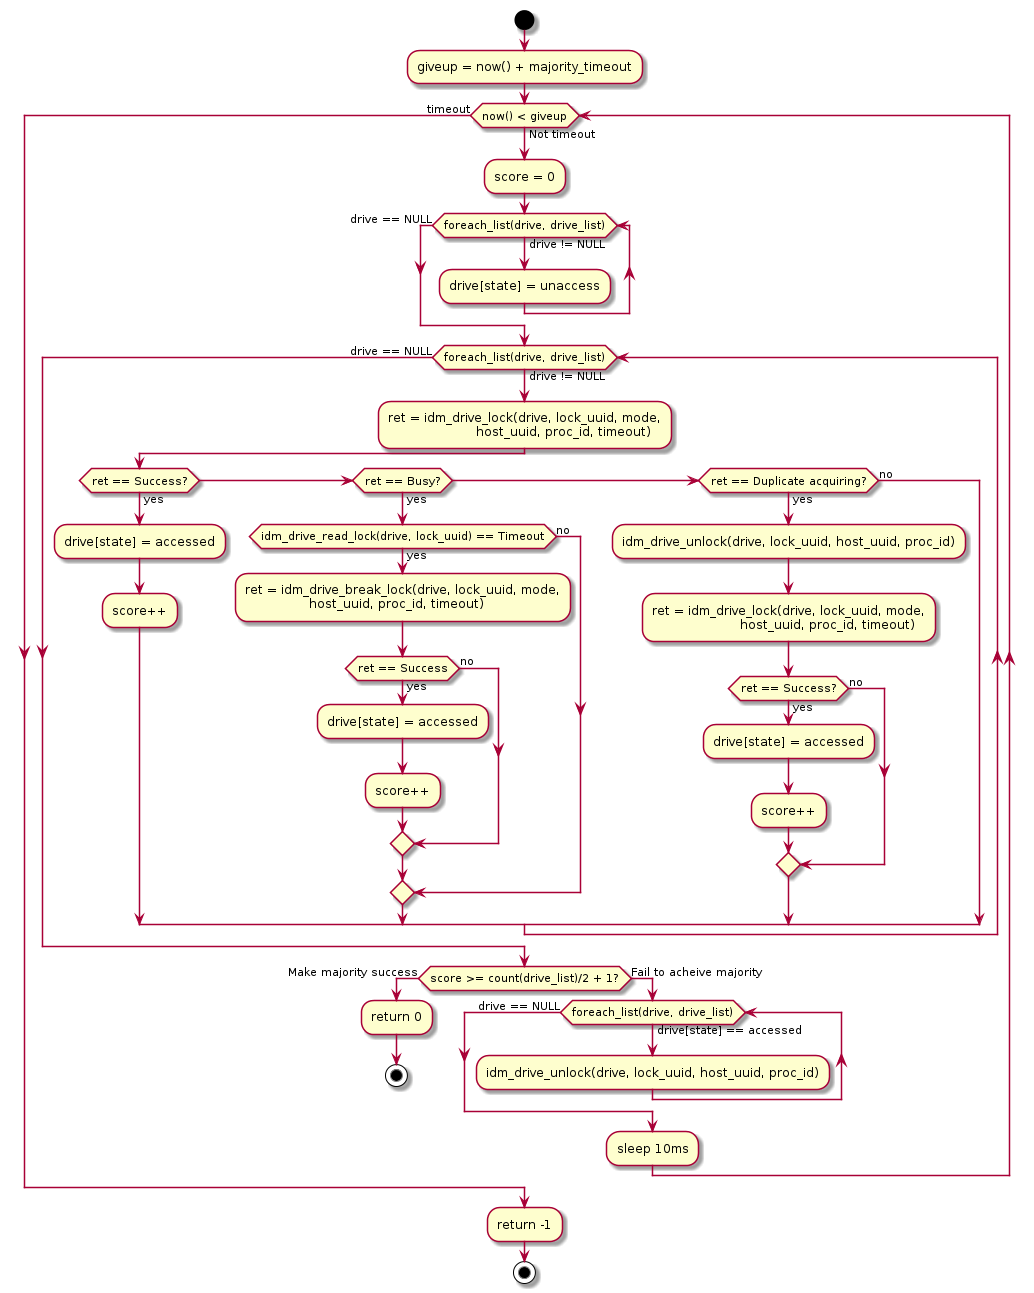 giveup = now() + majority_timeout
timeout
now() < giveup
Not timeout
score = 0
drive == NULL
foreach_list(drive, drive_list)
drive != NULL
drive[state] = unaccess
drive == NULL
foreach_list(drive, drive_list)
drive != NULL
ret = idm_drive_lock(drive, lock_uuid, mode,
host_uuid, proc_id, timeout)
ret == Success?
yes
drive[state] = accessed
score++
ret == Busy?
yes
idm_drive_read_lock(drive, lock_uuid) == Timeout
no
yes
ret = idm_drive_break_lock(drive, lock_uuid, mode,
host_uuid, proc_id, timeout)
ret == Success
no
yes
drive[state] = accessed
score++
ret == Duplicate acquiring?
no
yes
idm_drive_unlock(drive, lock_uuid, host_uuid, proc_id)
ret = idm_drive_lock(drive, lock_uuid, mode,
host_uuid, proc_id, timeout)
ret == Success?
no
yes
drive[state] = accessed
score++
Make majority success
score >= count(drive_list)/2 + 1?
Fail to acheive majority
return 0
drive == NULL
foreach_list(drive, drive_list)
drive[state] == accessed
idm_drive_unlock(drive, lock_uuid, host_uuid, proc_id)
sleep 10ms
return -1